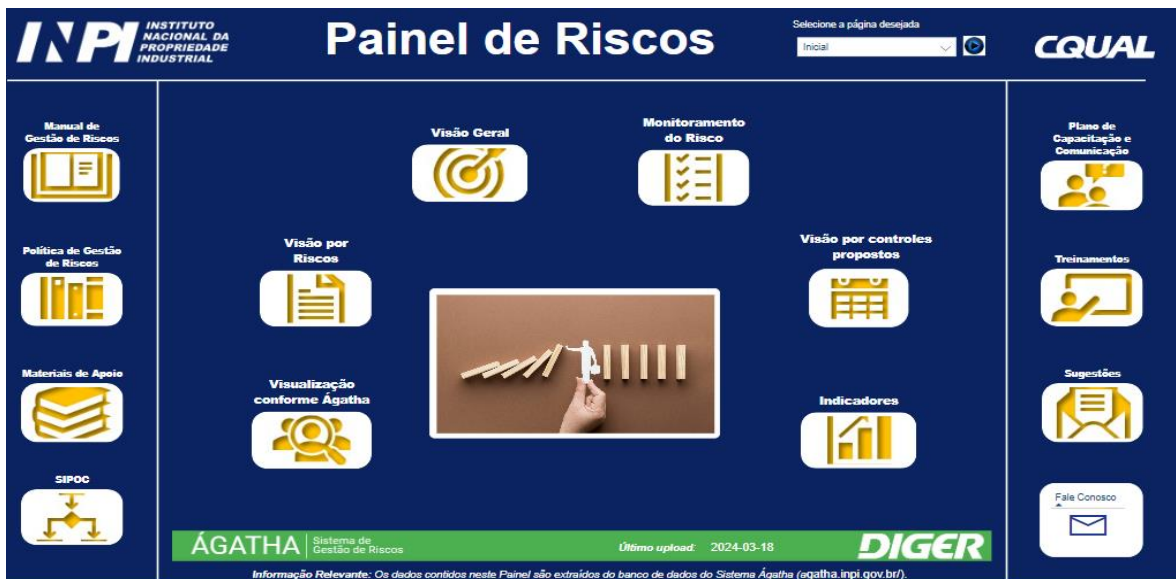 INPI
INSTITUTO
NACIONAL DA
PROPRIEDADE
INDUSTRIAL
Painel de Riscos
Selecione a página desejada
Inicial
CQUAL
Manual de
Gestão de Riscos
Política de Gestão
de Riscos
Materiais de Apoio
SIPOC
Visão Geral
Monitoramento
do Risco
Visão por
Riscos
Visão por controles
propostos
Visualização
conforme Ágatha
Indicadores
Plano de
Capacitação e
Comunicação
Treinamentos
Sugestões
Fale Conosco
ÁGATHA
Sistema de
Gestão de Riscos
Último upload: 2024-03-18
DIGER
Informação Relevante: Os dados contidos neste Painel são extraídos do banco de dados do Sistema Ágatha (agatha.inpi.gov.br/).